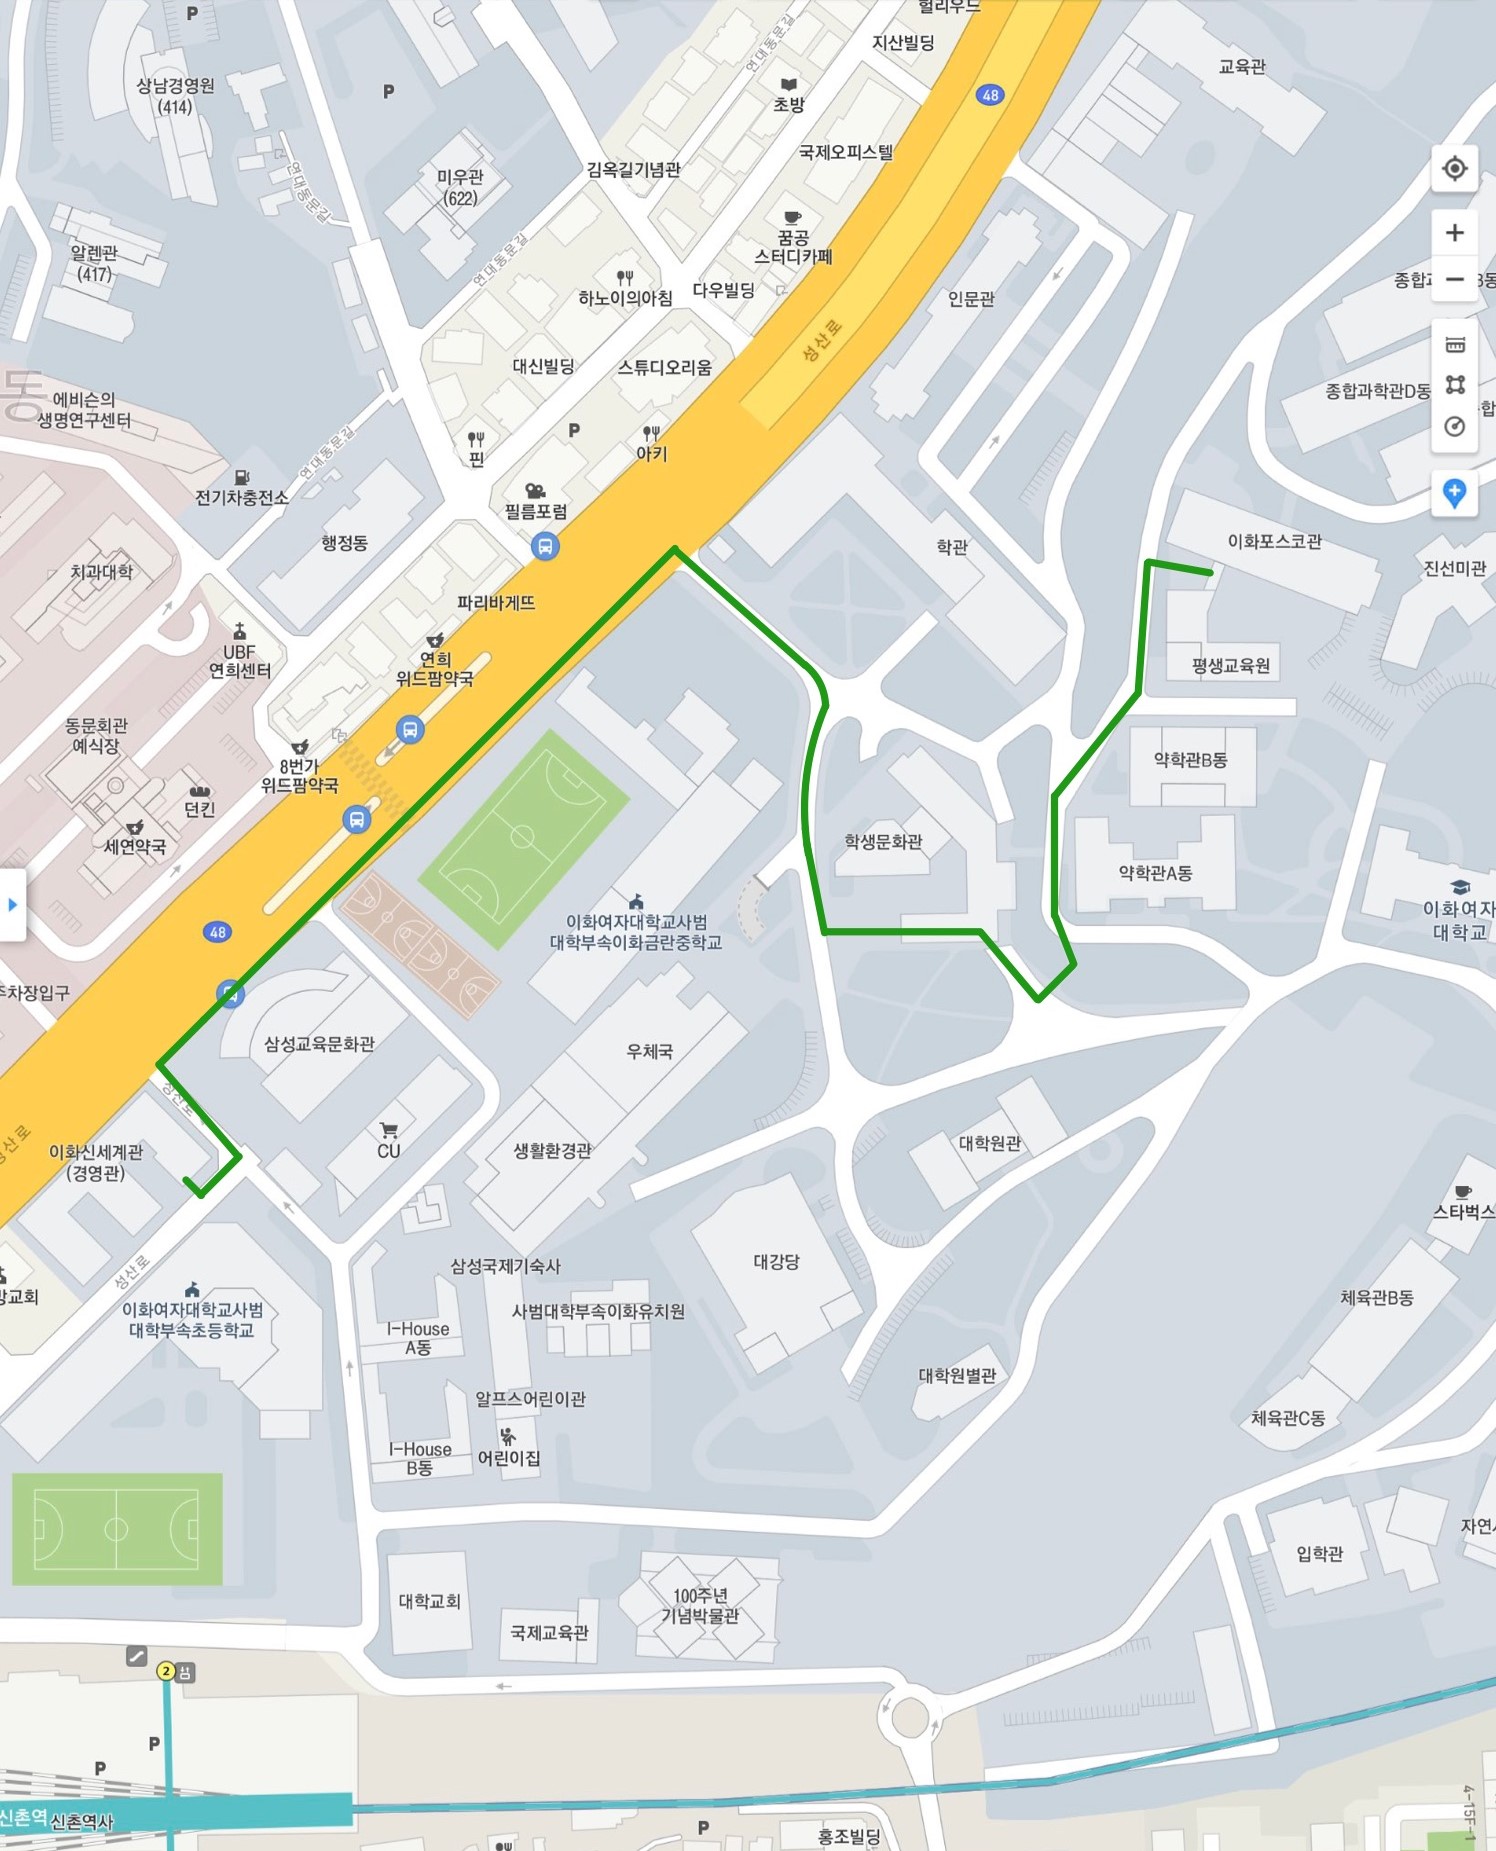 P
헐리우드
지산빌딩
교육관
상남경영원
(414)
P
연대동문길
초방
48
국제오피스텔
연대동문길
미우관
(622)
김옥길기념관
꿈공
스터디카페
알렌관
(417)
연대동문길
하노이의아침
다우빌딩
인문관
성산로
대신빌딩
스튜디오리움
종합과학관D동
동
에비슨의
생명연구센터
P
핀
아키
연대동문길
전기차충전소
필름포럼
행정동
학관
이화포스코관
진선미관
치과대학
파리바게뜨
UBF
연희센터
연희
위드팜약국
평생교육원
동문회관
예식장
8번가
위드팜약국
약학관B동
던킨
세연약국
학생문화관
약학관A동
48
이화여자대학교사범
대학부속이화금란중학교
이화여자
대학교
주차장입구
삼성교육문화관
우체국
성산로
성산로
이화신세계관
(경영관)
CU
생활환경관
대학원관
스타벅스
성산로
삼성국제기숙사
대강당
방교회
이화여자대학교사범
대학부속초등학교
사범대학부속이화유치원
체육관B동
I-House
A동
대학원별관
알프스어린이관
체육관C동
I-House
B동
어린이집
자연
입학관
대학교회
100주년
기념박물관
국제교육관
2
P
P
신촌역
신촌역사
P
홍조빌딩
4-15F-1